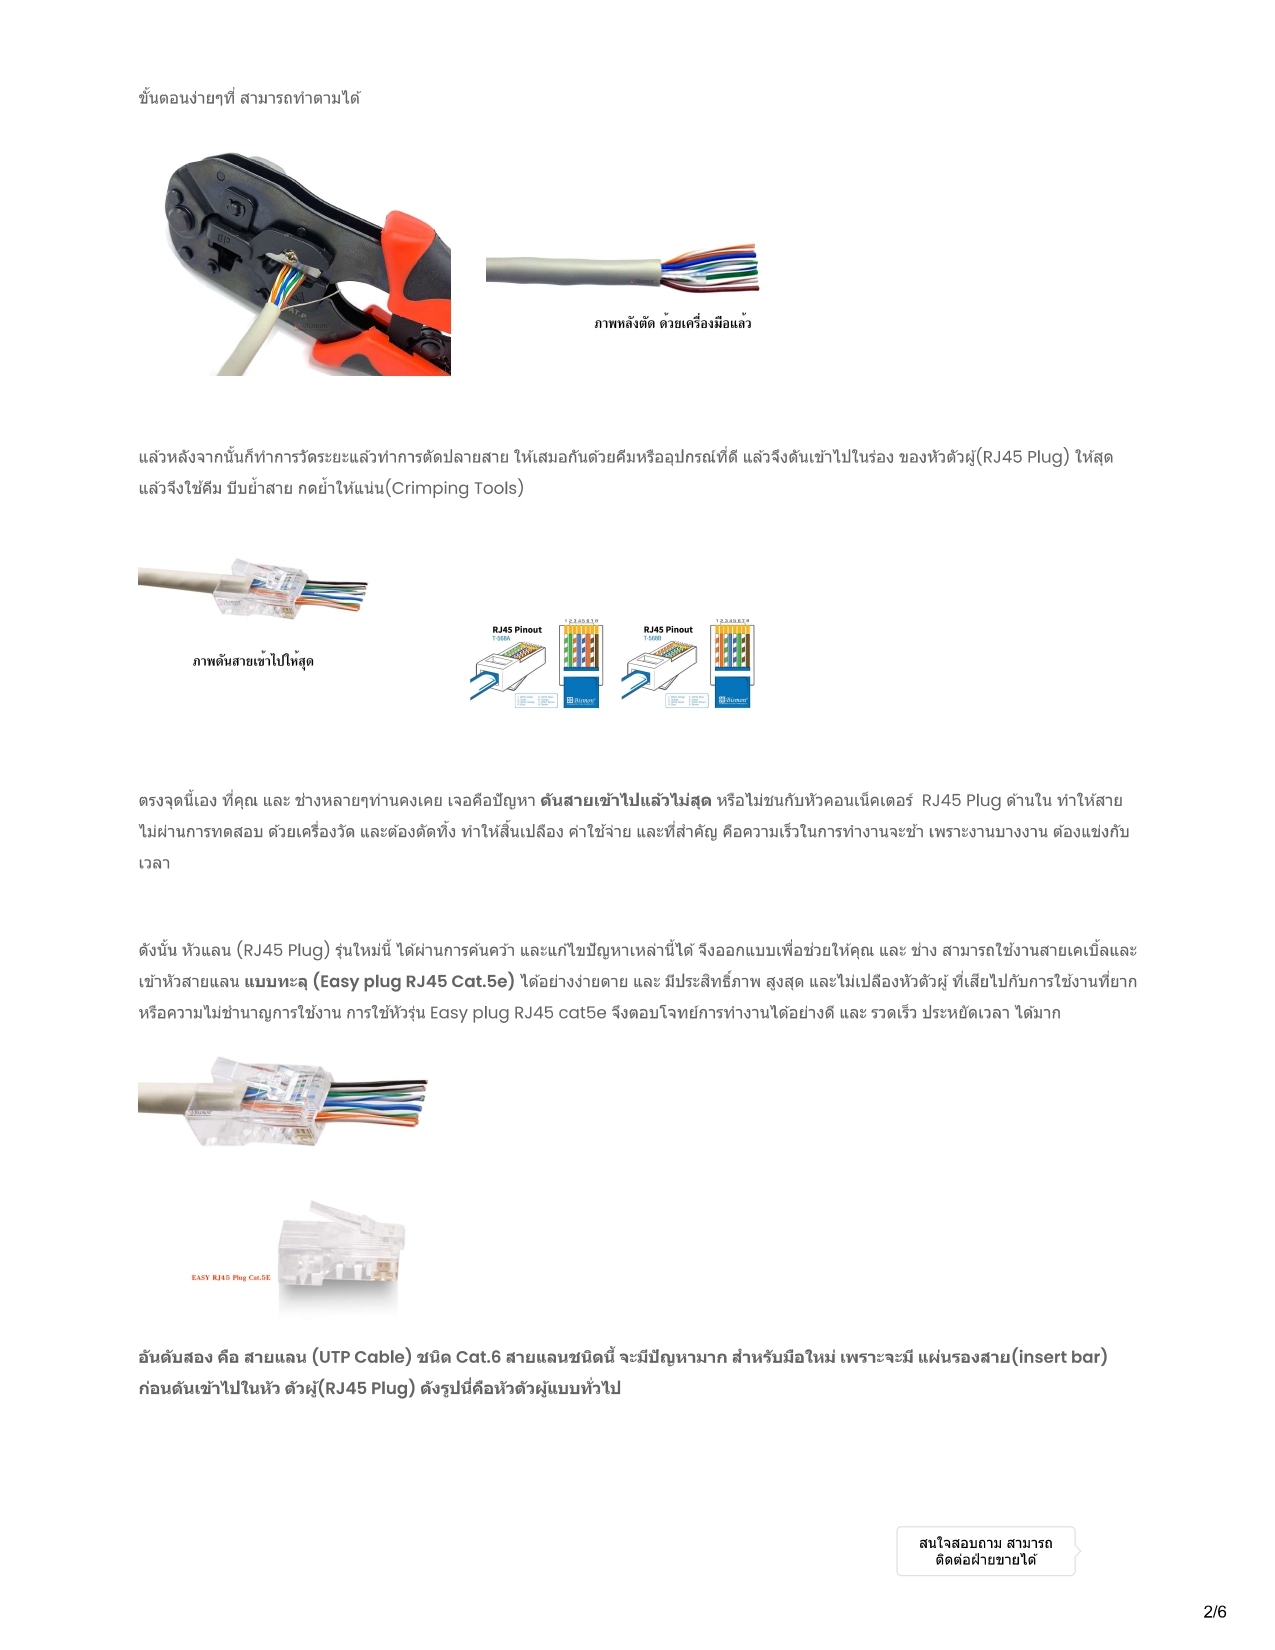 ขั้นตอนง่ายๆที่ สามารถทำตามได้
ภาพหลังตัด ด้วยเครื่องมือแล้ว
แล้วหลังจากนั้นก็ทำการวัดระยะแล้วทำการตัดปลายสาย ให้เสมอกันด้วยคีมหรืออุปกรณ์ที่ดี แล้วจึงดันเข้าไปในร่อง ของหัวตัวผู้(RJ45 Plug) ให้สุด
แล้วจึงใช้คีม บีบย้ำสาย กดย้ำให้แน่น(Crimping Tools)
ภาพดันสายเข้าไปให้สุด
RJ45 Pinout
T-568A
1 2 3 4 5 6 7 8
Bismon
RJ45 Pinout
T-568B
1 2 3 4 5 6 7 8
Bismon
ตรงจุดนี้เอง ที่คุณ และ ช่างหลายๆท่านคงเคย เจอคือปัญหา ดันสายเข้าไปแล้วไม่สุด หรือไม่ชนกับหัวคอนเน็คเตอร์ RJ45 Plug ด้านใน ทำให้สาย
ไม่ผ่านการทดสอบ ด้วยเครื่องวัด และต้องตัดทิ้ง ทำให้สิ้นเปลือง ค่าใช้จ่าย และที่สำคัญ คือความเร็วในการทำงานจะช้า เพราะงานบางงาน ต้องแข่งกับ
เวลา
ดังนั้น หัวแลน (RJ45 Plug) รุ่นใหม่นี้ ได้ผ่านการค้นคว้า และแก้ไขปัญหาเหล่านี้ได้ จึงออกแบบเพื่อช่วยให้คุณ และ ช่าง สามารถใช้งานสายเคเบิ้ลและ
เข้าหัวสายแลน แบบทะลุ (Easy plug RJ45 Cat.5e) ได้อย่างง่ายดาย และ มีประสิทธิ์ภาพ สูงสุด และไม่เปลืองหัวตัวผู้ ที่เสียไปกับการใช้งานที่ยาก
หรือความไม่ชำนาญการใช้งาน การใช้หัวรุ่น Easy plug RJ45 cat5e จึงตอบโจทย์การทำงานได้อย่างดี และ รวดเร็ว ประหยัดเวลา ได้มาก
EASY RJ45 Plug Cat.5E
อันดับสอง คือ สายแลน (UTP Cable) ชนิด Cat.6 สายแลนชนิดนี้ จะมีปัญหามาก สำหรับมือใหม่ เพราะจะมี แผ่นรองสาย(insert bar)
ก่อนดันเข้าไปในหัว ตัวผู้(RJ45 Plug) ดังรูปนี่คือหัวตัวผู้แบบทั่วไป
สนใจสอบถาม สามารถ
ติดต่อฝ่ายขายได้
2/6